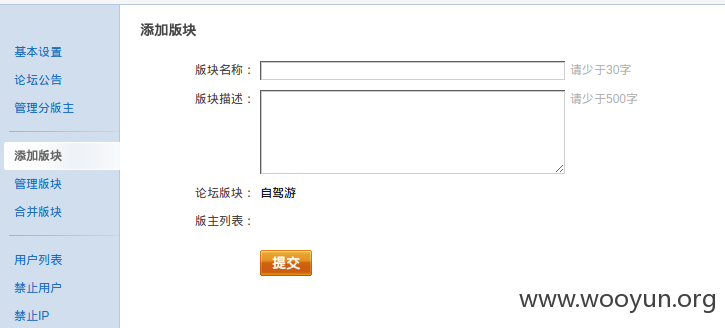 添加版块
基本设置
论坛公告
管理分版主
添加版块
管理版块
合并版块
用户列表
禁止用户
禁止IP
版块名称： 请少于30字
版块描述： 请少于500字
论坛版块： 自驾游
版主列表：
提交
www.wooyun.org